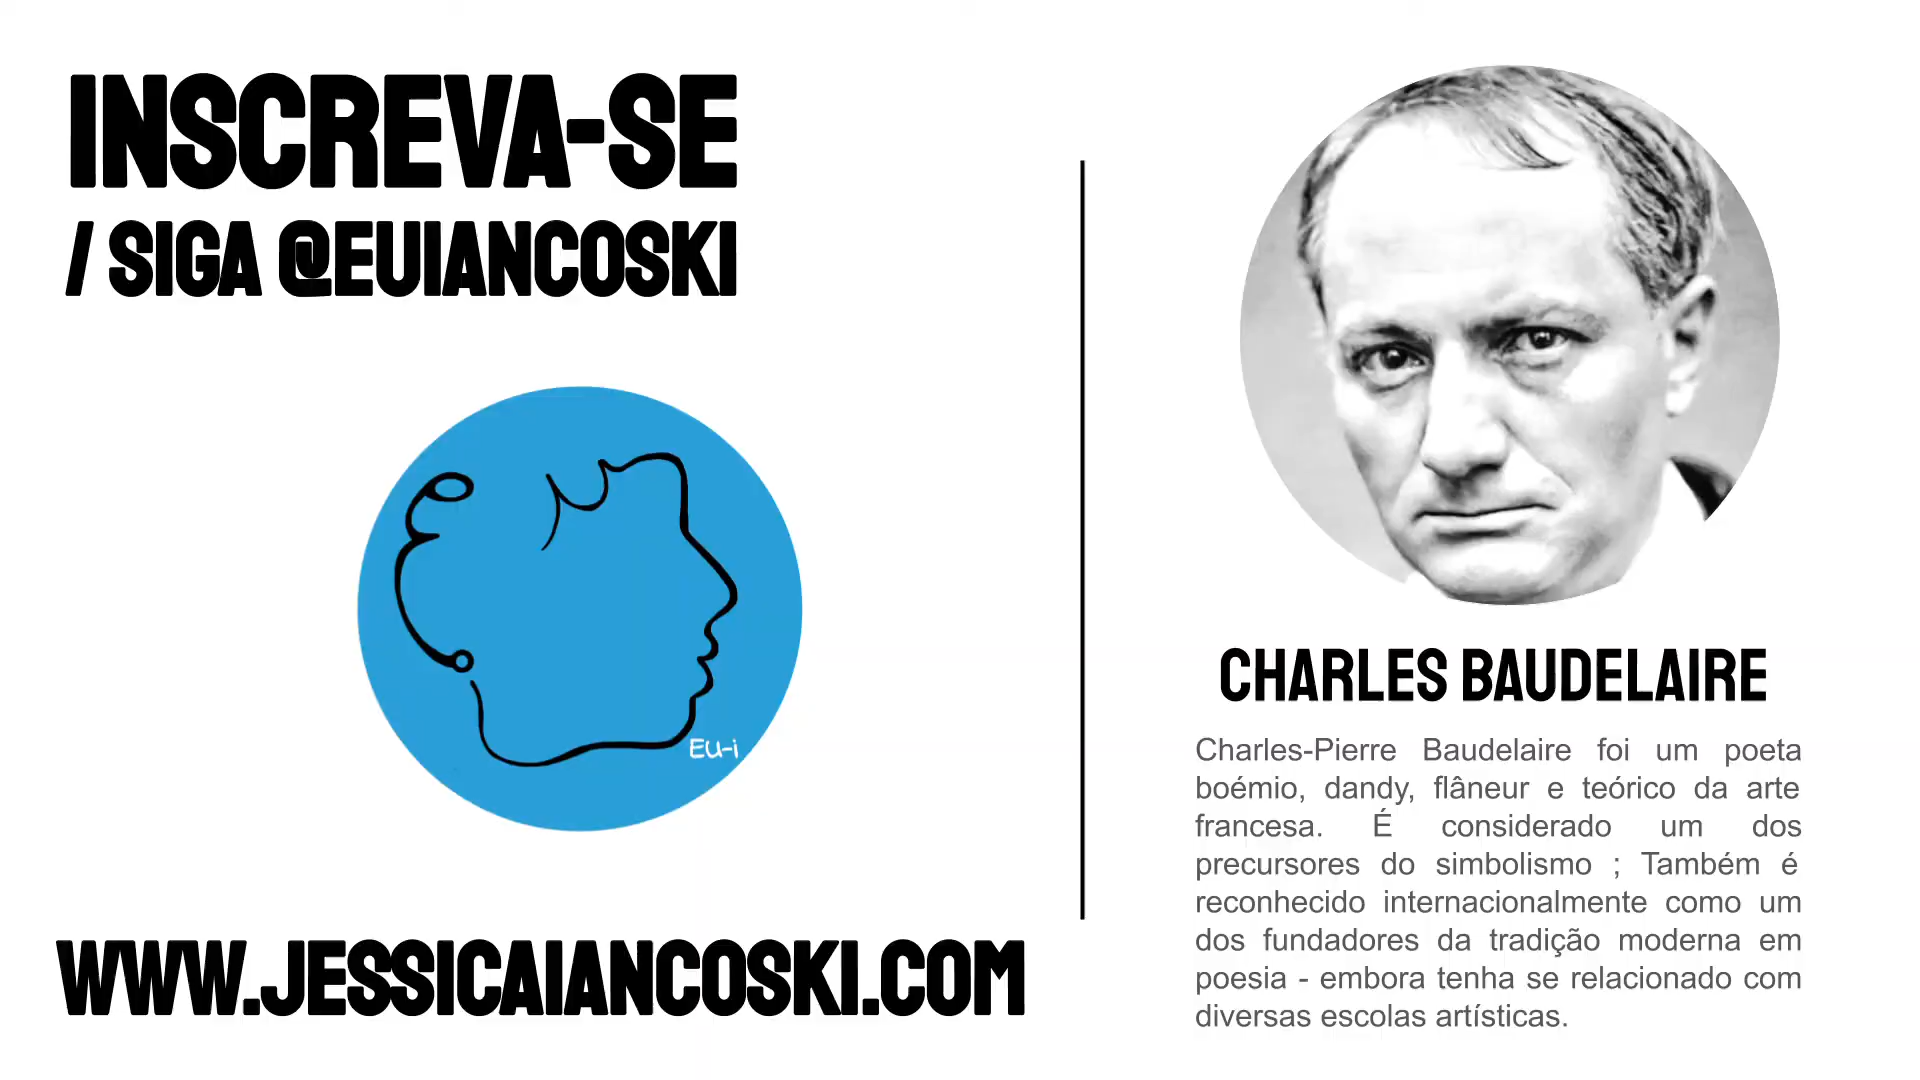 INSCREVA-SE
/ SIGA @EUIANCOSKI
EU-i
WWW.JESSICAIANCOSKI.COM
CHARLES BAUDELAIRE
Charles-Pierre Baudelaire foi um poeta
boémio, dandy, flâneur e teórico da arte
francesa. É considerado um dos
precursores do simbolismo ; Também é
reconhecido internacionalmente como um
dos fundadores da tradição moderna em
poesia - embora tenha se relacionado com
diversas escolas artísticas.